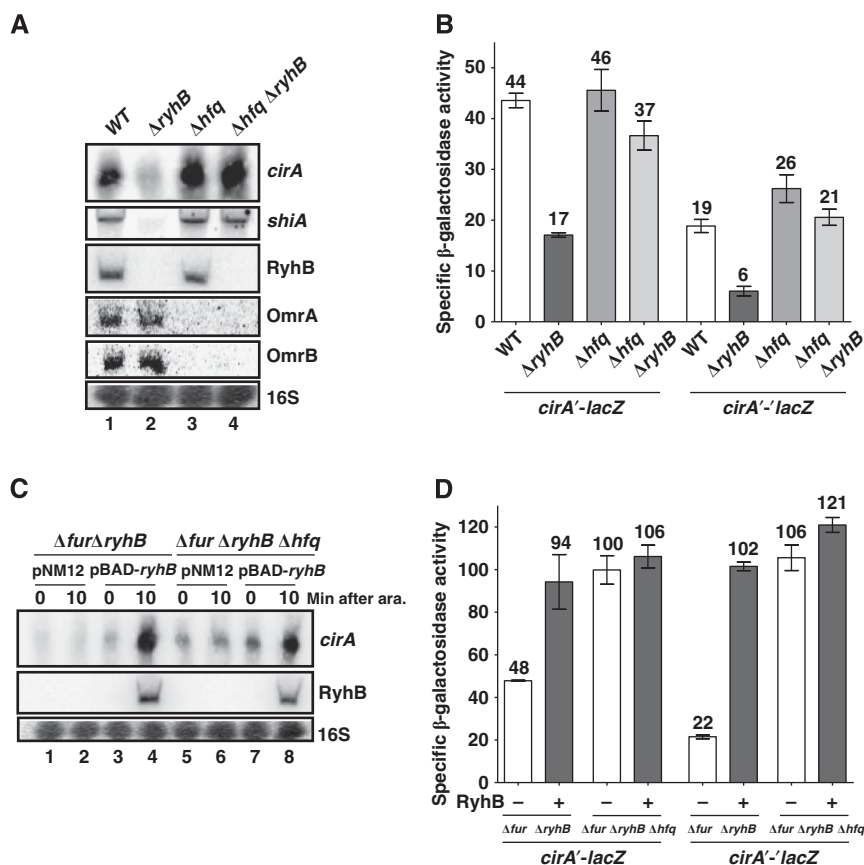 A
WT ΔryhB Δhfq Δhfq ΔryhB
cirA
shiA
RyhB
OmrA
OmrB
16S
1 2 3 4
B
Specific β-galactosidase activity
50
40
30
20
10
0
44 17 46 37 19 6 26 21
WT ΔryhB Δhfq Δhfq ΔryhB WT ΔryhB Δhfq Δhfq ΔryhB
cirA′-lacZ cirA′-′lacZ
C
ΔfurΔryhB Δfur ΔryhB Δhfq
pNM12 pBAD-ryhB pNM12 pBAD-ryhB
0 10 0 10 0 10 0 10 Min after ara.
cirA
RyhB
16S
1 2 3 4 5 6 7 8
D
Specific β-galactosidase activity
120
100
80
60
40
20
0
48 94 100 106 22 102 106 121
RyhB − + − + − + − +
Δfur ΔryhB Δfur ΔryhB Δhfq Δfur ΔryhB Δfur ΔryhB Δhfq
cirA′-lacZ cirA′-′lacZ